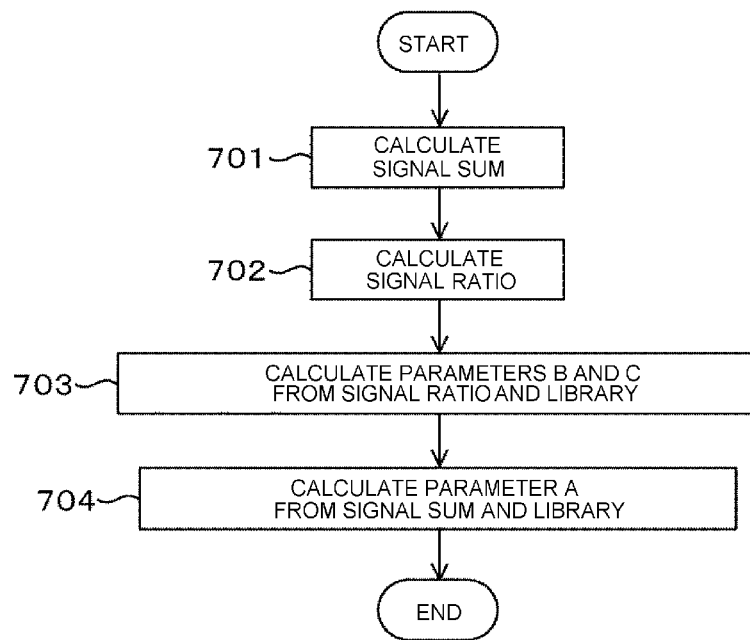 START
701
CALCULATE
SIGNAL SUM
702
CALCULATE
SIGNAL RATIO
703
CALCULATE PARAMETERS B AND C
FROM SIGNAL RATIO AND LIBRARY
704
CALCULATE PARAMETER A
FROM SIGNAL SUM AND LIBRARY
END